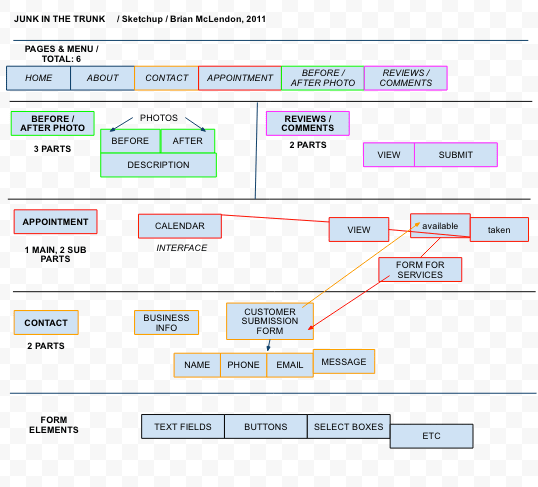 JUNK IN THE TRUNK / Sketchup / Brian McLendon, 2011
PAGES & MENU /
TOTAL: 6
HOME
ABOUT
CONTACT
APPOINTMENT
BEFORE /
AFTER PHOTO
REVIEWS /
COMMENTS
BEFORE /
AFTER PHOTO
3 PARTS
PHOTOS
BEFORE
AFTER
DESCRIPTION
REVIEWS /
COMMENTS
2 PARTS
VIEW
SUBMIT
APPOINTMENT
1 MAIN, 2 SUB
PARTS
CALENDAR
INTERFACE
VIEW
available
taken
FORM FOR
SERVICES
CONTACT
2 PARTS
BUSINESS
INFO
CUSTOMER
SUBMISSION
FORM
NAME
PHONE
EMAIL
MESSAGE
FORM
ELEMENTS
TEXT FIELDS
BUTTONS
SELECT BOXES
ETC